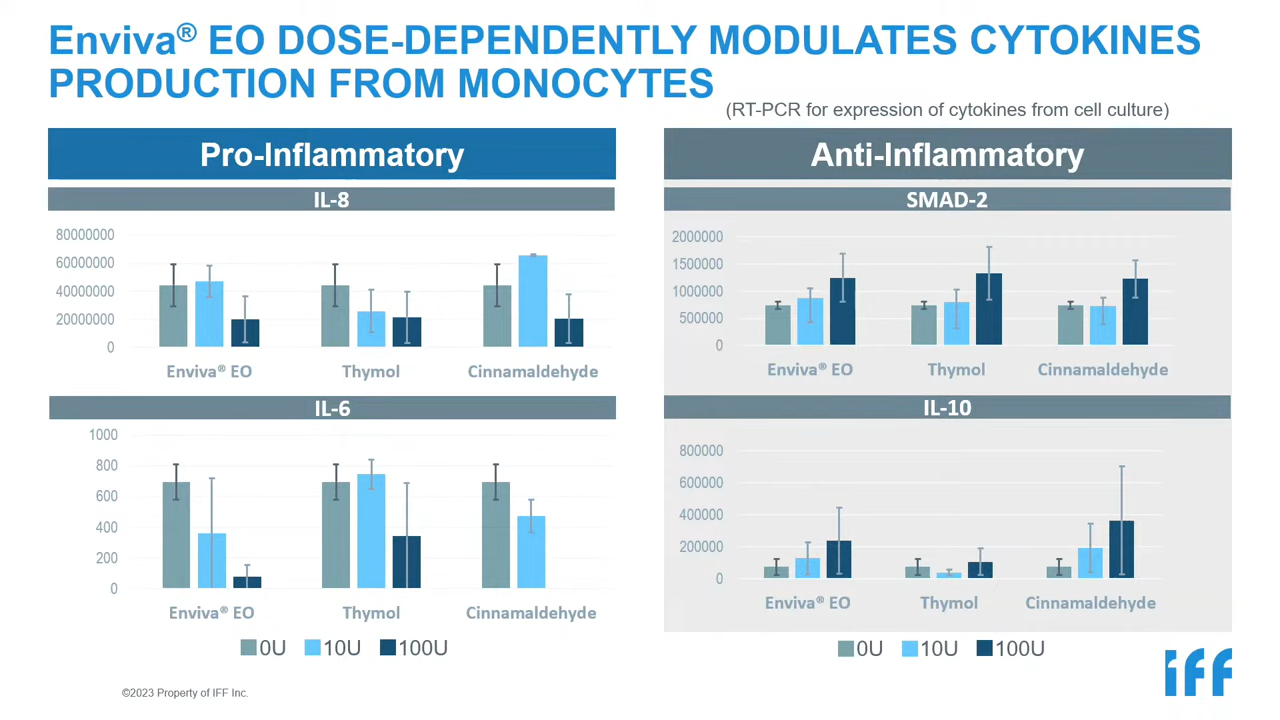 Enviva® EO DOSE-DEPENDENTLY MODULATES CYTOKINES
PRODUCTION FROM MONOCYTES
(RT-PCR for expression of cytokines from cell culture)
Pro-Inflammatory
IL-8
80000000
60000000
40000000
20000000
0
Enviva® EO Thymol Cinnamaldehyde
IL-6
1000
800
600
400
200
0
Enviva® EO Thymol Cinnamaldehyde
0U 10U 100U
Anti-Inflammatory
SMAD-2
2000000
1500000
1000000
500000
0
Enviva® EO Thymol Cinnamaldehyde
IL-10
800000
600000
400000
200000
0
Enviva® EO Thymol Cinnamaldehyde
0U 10U 100U
©2023 Property of IFF Inc.
iff